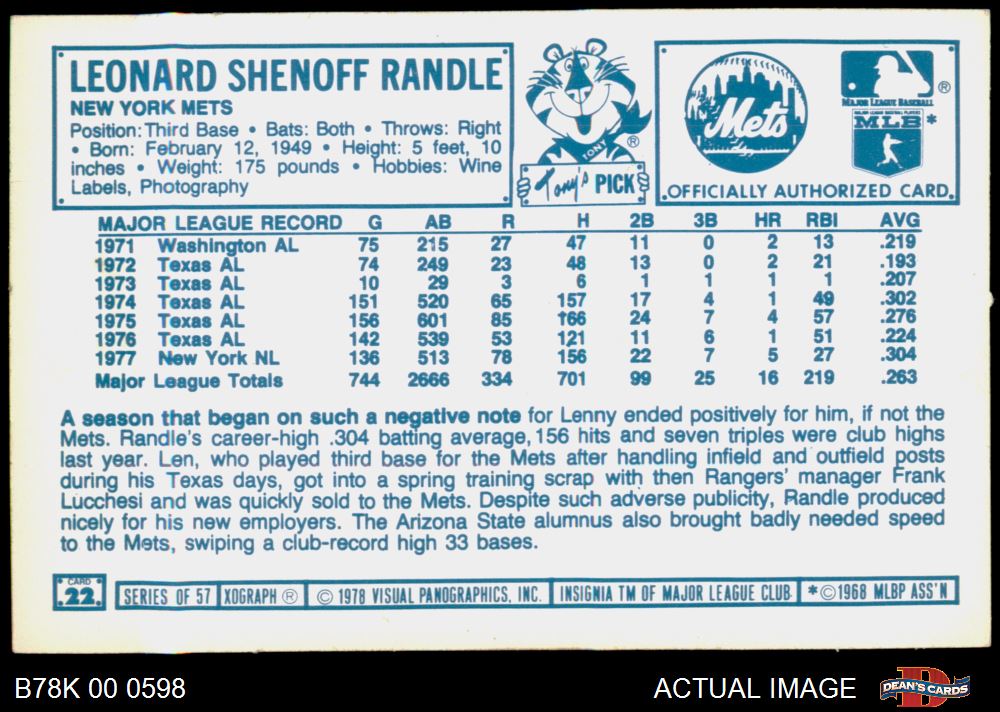 LEONARD SHENOFF RANDLE
NEW YORK METS
Position: Third Base • Bats: Both • Throws: Right
• Born: February 12, 1949 • Height: 5 feet, 10
inches • Weight: 175 pounds • Hobbies: Wine
Labels, Photography
TONY
®
Tony's PICK
Mets
®
MAJOR LEAGUE BASEBALL
MAJOR LEAGUE BASEBALL PLAYERS
MLB *
OFFICIALLY AUTHORIZED CARD
MAJOR LEAGUE RECORD G AB R H 2B 3B HR RBI AVG
1971 Washington AL 75 215 27 47 11 0 2 13 .219
1972 Texas AL 74 249 23 48 13 0 2 21 .193
1973 Texas AL 10 29 3 6 1 1 1 1 .207
1974 Texas AL 151 520 65 157 17 4 1 49 .302
1975 Texas AL 156 601 85 166 24 7 4 57 .276
1976 Texas AL 142 539 53 121 11 6 1 51 .224
1977 New York NL 136 513 78 156 22 7 5 27 .304
Major League Totals 744 2666 334 701 99 25 16 219 .263
A season that began on such a negative note for Lenny ended positively for him, if not the
Mets. Randle's career-high .304 batting average, 156 hits and seven triples were club highs
last year. Len, who played third base for the Mets after handling infield and outfield posts
during his Texas days, got into a spring training scrap with then Rangers' manager Frank
Lucchesi and was quickly sold to the Mets. Despite such adverse publicity, Randle produced
nicely for his new employers. The Arizona State alumnus also brought badly needed speed
to the Mets, swiping a club-record high 33 bases.
CARD
22
SERIES OF 57 XOGRAPH ® © 1978 VISUAL PANOGRAPHICS, INC. INSIGNIA TM OF MAJOR LEAGUE CLUB * © 1968 MLBP ASS'N
B78K 00 0598
ACTUAL IMAGE
D
DEAN'S CARDS